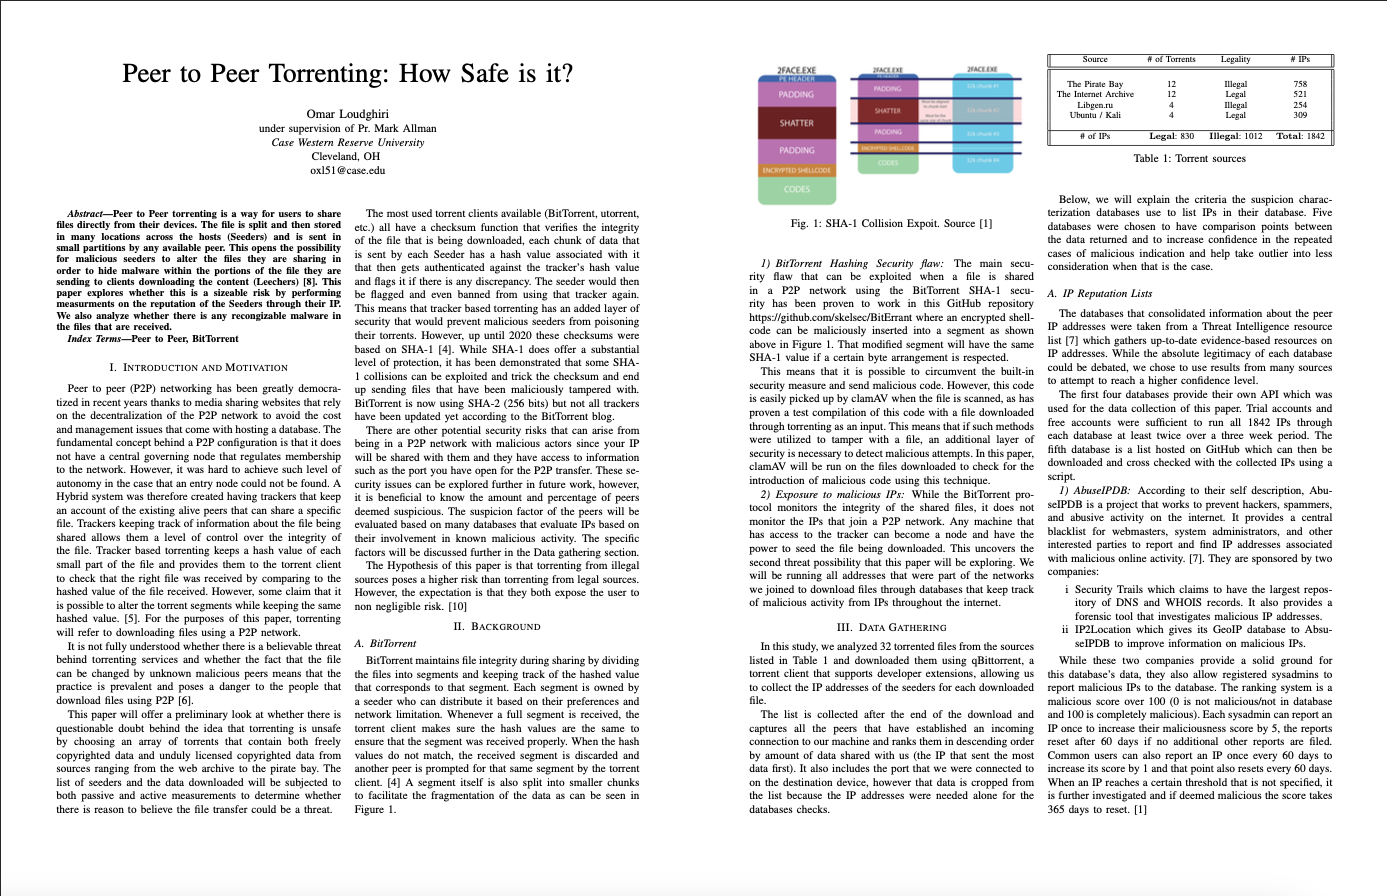 Peer to Peer Torrenting: How Safe is it?
Omar Loudghiri
under supervision of Pr. Mark Allman
Case Western Reserve University
Cleveland, OH
oxl51@case.edu
Abstract—Peer to Peer torrenting is a way for users to share
files directly from their devices. The file is split and then stored
in many locations across the hosts (Seeders) and is sent in
small partitions by any available peer. This opens the possibility
for malicious seeders to alter the files they are sharing in
order to hide malware within the portions of the file they are
sending to clients downloading the content (Leechers) [8]. This
paper explores whether this is a sizeable risk by performing
measurments on the reputation of the Seeders through their IP.
We also analyze whether there is any recongizable malware in
the files that are received.
Index Terms—Peer to Peer, BitTorrent
I. Introduction and Motivation
Peer to peer (P2P) networking has been greatly democra-
tized in recent years thanks to media sharing websites that rely
on the decentralization of the P2P network to avoid the cost
and management issues that come with hosting a database. The
fundamental concept behind a P2P configuration is that it does
not have a central governing node that regulates membership
to the network. However, it was hard to achieve such level of
autonomy in the case that an entry node could not be found. A
Hybrid system was therefore created having trackers that keep
an account of the existing alive peers that can share a specific
file. Trackers keeping track of information about the file being
shared allows them a level of control over the integrity of
the file. Tracker based torrenting keeps a hash value of each
small part of the file and provides them to the torrent client
to check that the right file was received by comparing to the
hashed value of the file received. However, some claim that it
is possible to alter the torrent segments while keeping the same
hashed value. [5]. For the purposes of this paper, torrenting
will refer to downloading files using a P2P network.
It is not fully understood whether there is a believable threat
behind torrenting services and whether the fact that the file
can be changed by unknown malicious peers means that the
practice is prevalent and poses a danger to the people that
download files using P2P [6].
This paper will offer a preliminary look at whether there is
questionable doubt behind the idea that torrenting is unsafe
by choosing an array of torrents that contain both freely
copyrighted data and unduly licensed copyrighted data from
sources ranging from the web archive to the pirate bay. The
list of seeders and the data downloaded will be subjected to
both passive and active measurements to determine whether
there is reason to believe the file transfer could be a threat.
The most used torrent clients available (BitTorrent, utorrent,
etc.) all have a checksum function that verifies the integrity
of the file that is being downloaded, each chunk of data that
is sent by each Seeder has a hash value associated with it
that then gets authenticated against the tracker's hash value
and flags it if there is any discrepancy. The seeder would then
be flagged and even banned from using that tracker again.
This means that tracker based torrenting has an added layer of
security that would prevent malicious seeders from poisoning
their torrents. However, up until 2020 these checksums were
based on SHA-1 [4]. While SHA-1 does offer a substantial
level of protection, it has been demonstrated that some SHA-
1 collisions can be exploited and trick the checksum and end
up sending files that have been maliciously tampered with.
BitTorrent is now using SHA-2 (256 bits) but not all trackers
have been updated yet according to the BitTorrent blog.
There are other potential security risks that can arise from
being in a P2P network with malicious actors since your IP
will be shared with them and they have access to information
such as the port you have open for the P2P transfer. These se-
curity issues can be explored further in future work, however,
it is beneficial to know the amount and percentage of peers
deemed suspicious. The suspicion factor of the peers will be
evaluated based on many databases that evaluate IPs based on
their involvement in known malicious activity. The specific
factors will be discussed further in the Data gathering section.
The Hypothesis of this paper is that torrenting from illegal
sources poses a higher risk than torrenting from legal sources.
However, the expectation is that they both expose the user to
non negligible risk. [10]
II. Background
A. BitTorrent
BitTorrent maintains file integrity during sharing by dividing
the files into segments and keeping track of the hashed value
that corresponds to that segment. Each segment is owned by
a seeder who can distribute it based on their preferences and
network limitation. Whenever a full segment is received, the
torrent client makes sure the hash values are the same to
ensure that the segment was received properly. When the hash
values do not match, the received segment is discarded and
another peer is prompted for that same segment by the torrent
client. [4] A segment itself is also split into smaller chunks
to facilitate the fragmentation of the data as can be seen in
Figure 1.
2FACE.EXE
PE HEADER
PADDING
SHATTER
PADDING
ENCRYPTED SHELLCODE
CODES
2FACE.EXE
PE HEADER
PADDING
SHATTER
PADDING
ENCRYPTED SHELLCODE
CODES
2FACE.EXE
Fig. 1: SHA-1 Collision Expoit. Source [1]
1) BitTorrent Hashing Security flaw: The main secu-
rity flaw that can be exploited when a file is shared
in a P2P network using the BitTorrent SHA-1 secu-
rity has been proven to work in this GitHub repository
https://github.com/skelsec/BitErrant where an encrypted shell-
code can be maliciously inserted into a segment as shown
above in Figure 1. That modified segment will have the same
SHA-1 value if a certain byte arrangement is respected.
This means that it is possible to circumvent the built-in
security measure and send malicious code. However, this code
is easily picked up by clamAV when the file is scanned, as has
proven a test compilation of this code with a file downloaded
through torrenting as an input. This means that if such methods
were utilized to tamper with a file, an additional layer of
security is necessary to detect malicious attempts. In this paper,
clamAV will be run on the files downloaded to check for the
introduction of malicious code using this technique.
2) Exposure to malicious IPs: While the BitTorrent pro-
tocol monitors the integrity of the shared files, it does not
monitor the IPs that join a P2P network. Any machine that
has access to the tracker can become a node and have the
power to seed the file being downloaded. This uncovers the
second threat possibility that this paper will be exploring. We
will be running all addresses that were part of the networks
we joined to download files through databases that keep track
of malicious activity from IPs throughout the internet.
III. Data Gathering
In this study, we analyzed 32 torrented files from the sources
listed in Table 1 and downloaded them using qBittorrent, a
torrent client that supports developer extensions, allowing us
to collect the IP addresses of the seeders for each downloaded
file.
The list is collected after the end of the download and
captures all the peers that have established an incoming
connection to our machine and ranks them in descending order
by amount of data shared with us (the IP that sent the most
data first). It also includes the port that we were connected to
on the destination device, however that data is cropped from
the list because the IP addresses were needed alone for the
databases checks.
Source # of Torrents Legality # IPs
The Pirate Bay 12 Illegal 758
The Internet Archive 12 Legal 521
Libgen.ru 4 Illegal 254
Ubuntu / Kali 4 Legal 309
# of IPs Legal: 830 Illegal: 1012 Total: 1842
Table 1: Torrent sources
Below, we will explain the criteria the suspicion charac-
terization databases use to list IPs in their database. Five
databases were chosen to have comparison points between
the data returned and to increase confidence in the repeated
cases of malicious indication and help take outlier into less
consideration when that is the case.
A. IP Reputation Lists
The databases that consolidated information about the peer
IP addresses were taken from a Threat Intelligence resource
list [7] which gathers up-to-date evidence-based resources on
IP addresses. While the absolute legitimacy of each database
could be debated, we chose to use results from many sources
to attempt to reach a higher confidence level.
The first four databases provide their own API which was
used for the data collection of this paper. Trial accounts and
free accounts were sufficient to run all 1842 IPs through
each database at least twice over a three week period. The
fifth database is a list hosted on GitHub which can then be
downloaded and cross checked with the collected IPs using a
script.
1) AbuseIPDB: According to their self description, Abu-
seIPDB is a project that works to prevent hackers, spammers,
and abusive activity on the internet. It provides a central
blacklist for webmasters, system administrators, and other
interested parties to report and find IP addresses associated
with malicious online activity. [7]. They are sponsored by two
companies:
i Security Trails which claims to have the largest repos-
itory of DNS and WHOIS records. It also provides a
forensic tool that investigates malicious IP addresses.
ii IP2Location which gives its GeoIP database to Absu-
seIPDB to improve information on malicious IPs.
While these two companies provide a solid ground for
this database's data, they also allow registered sysadmins to
report malicious IPs to the database. The ranking system is a
malicious score over 100 (0 is not malicious/not in database
and 100 is completely malicious). Each sysadmin can report an
IP once to increase their maliciousness score by 5, the reports
reset after 60 days if no additional other reports are filed.
Common users can also report an IP once every 60 days to
increase its score by 1 and that point also resets every 60 days.
When an IP reaches a certain threshold that is not specified, it
is further investigated and if deemed malicious the score takes
365 days to reset. [1]